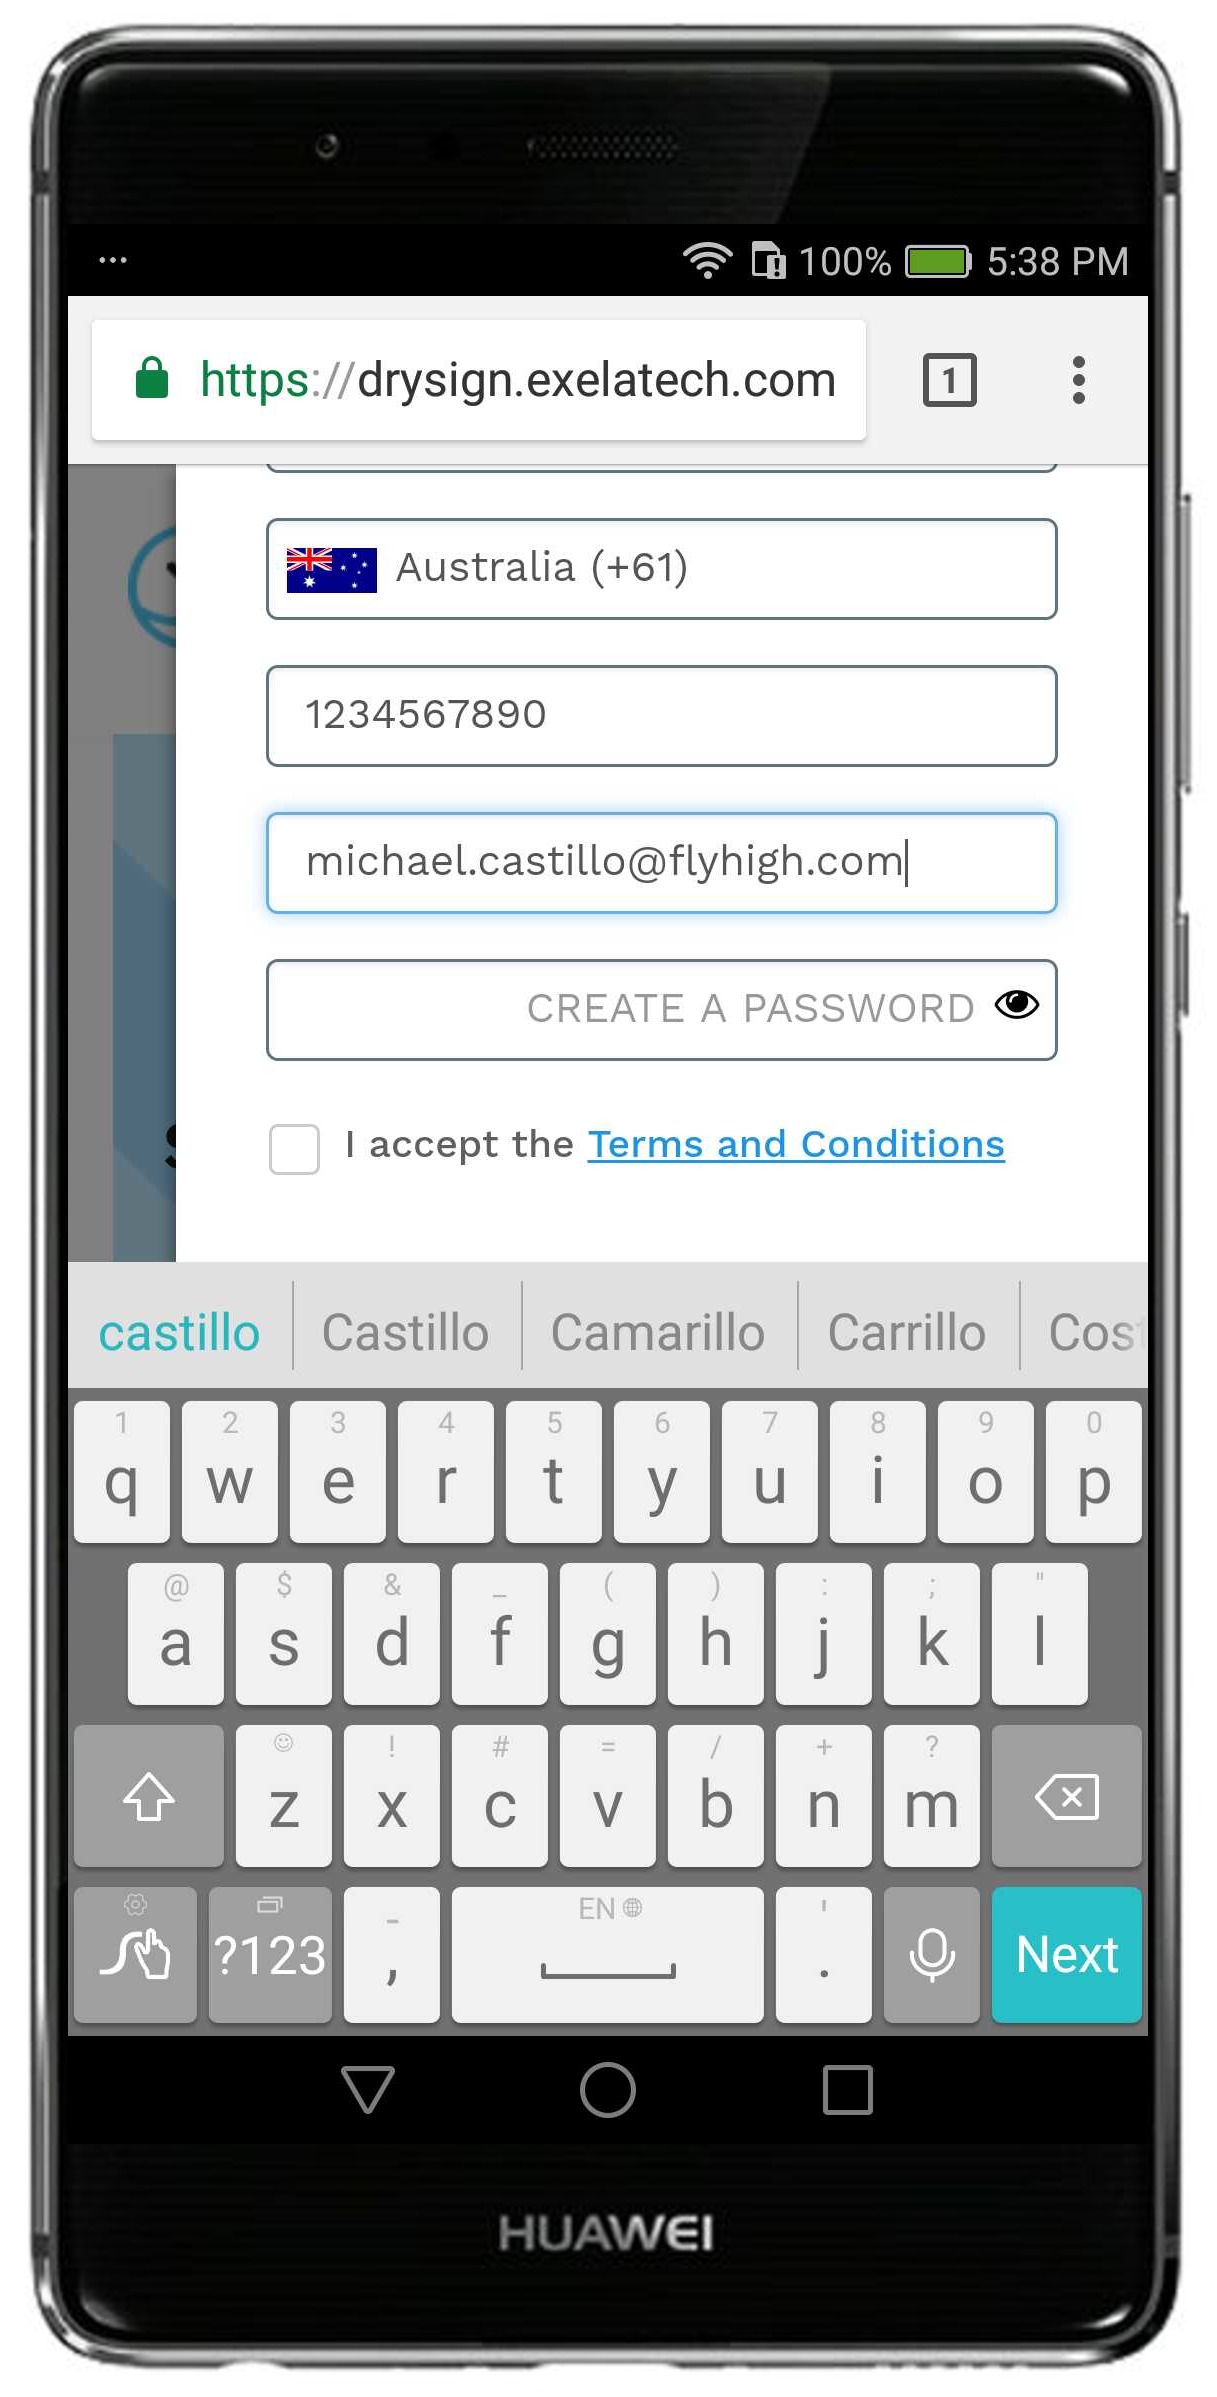 ... 100% 5:38 PM
https://drysign.exelatech.com 1
Australia (+61)
1234567890
michael.castillo@flyhigh.com
CREATE A PASSWORD
I accept the Terms and Conditions
castillo Castillo Camarillo Carrillo Cost
1 2 3 4 5 6 7 8 9 0
q w e r t y u i o p
@ $ & _ ( ) : ; "
a s d f g h j k l
! # = / + ?
z x c v b n m
- EN '
?123 , . Next
HUAWEI